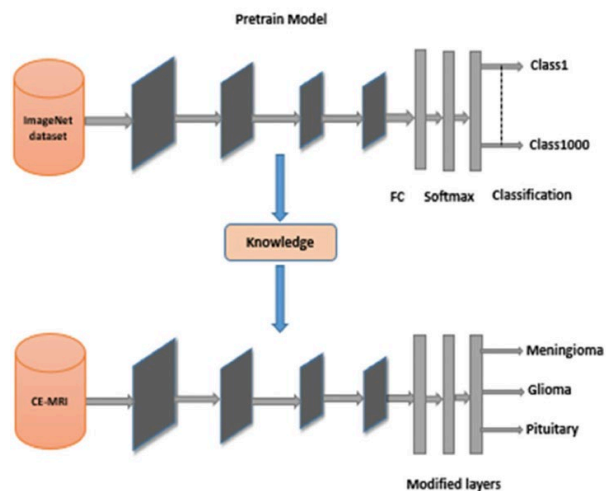 Pretrain Model
ImageNet
dataset
Class1
Class1000
FC
Softmax
Classification
Knowledge
CE-MRI
Meningioma
Glioma
Pituitary
Modified layers